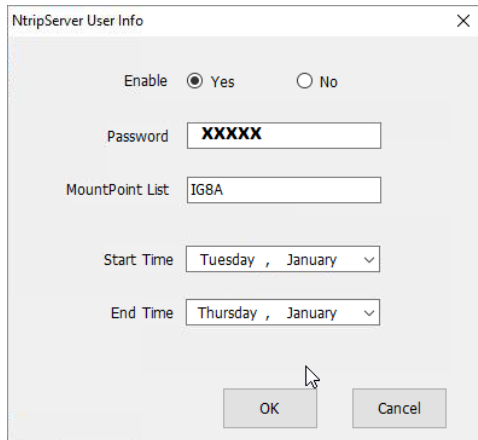 NtripServer User Info
Enable Yes No
Password XXXXX
MountPoint List IG8A
Start Time Tuesday , January
End Time Thursday , January
OK Cancel